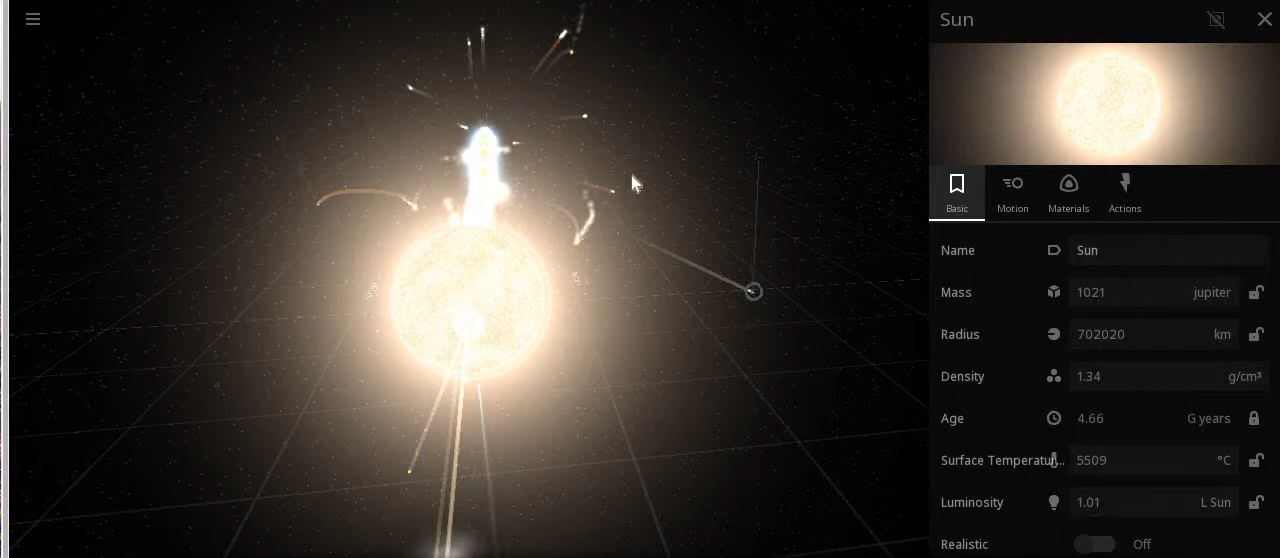 Sun
Basic
Motion
Materials
Actions
Name
Sun
Mass
1021 jupiter
Radius
702020 km
Density
1.34 g/cm³
Age
4.66 G years
Surface Temperatur...
5509 °C
Luminosity
1.01 L Sun
Realistic
Off